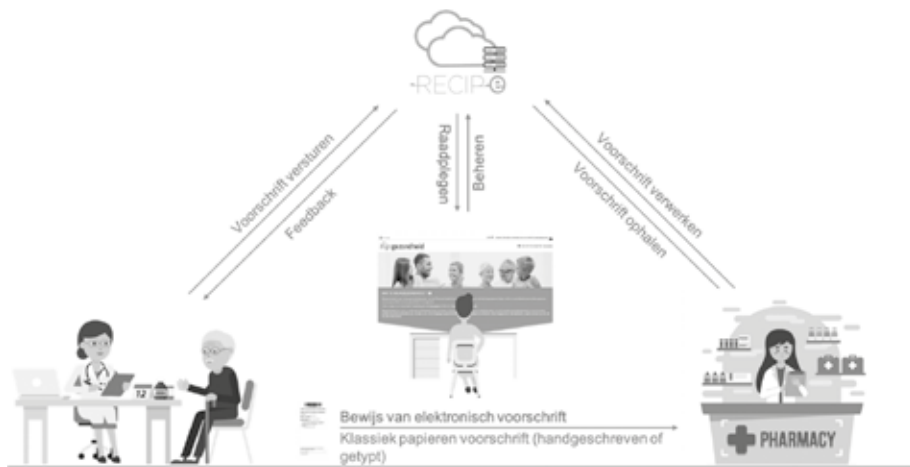 RECIP-
Voorschrift versturen
Feedback
Raadplegen
Beheren
Voorschrift verwerken
Voorschrift ophalen
gezondheid
12
Bewijs van elektronisch voorschrift
Klassiek papieren voorschrift (handgeschreven of
getypt)
PHARMACY